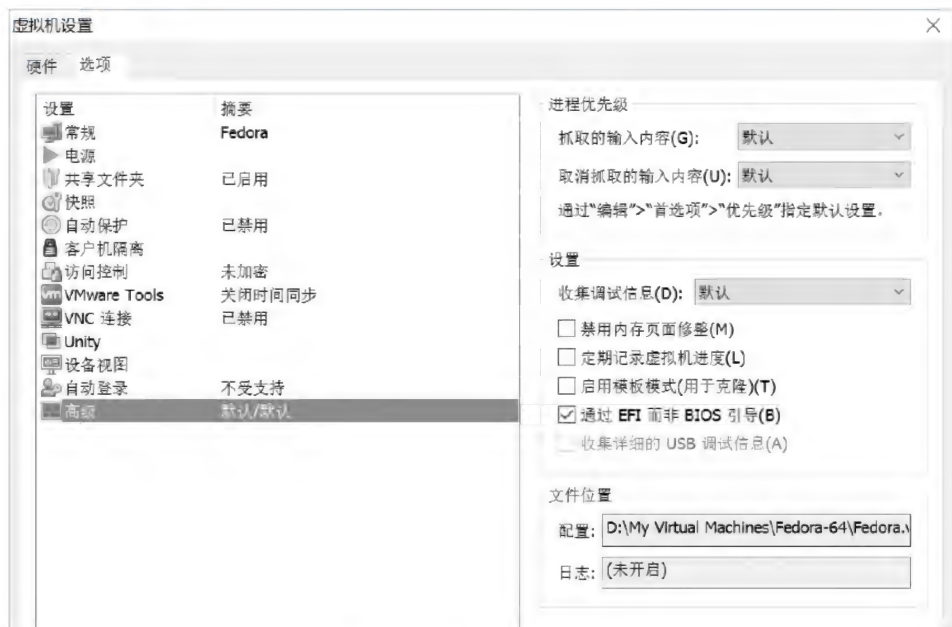 虚拟机设置
硬件 选项
设置 摘要
常规 Fedora
电源
共享文件夹 已启用
快照
自动保护 已禁用
客户机隔离
访问控制 未加密
VMware Tools 关闭时间同步
VNC 连接 已禁用
Unity
设备视图
自动登录 不受支持
高级 默认/默认
进程优先级
抓取的输入内容(G): 默认
取消抓取的输入内容(U): 默认
通过“编辑”>“首选项”>“优先级”指定默认设置。
设置
收集调试信息(D): 默认
禁用内存页面修整(M)
定期记录虚拟机进度(L)
启用模板模式(用于克隆)(T)
通过 EFI 而非 BIOS 引导(B)
收集详细的 USB 调试信息(A)
文件位置
配置: D:\My Virtual Machines\Fedora-64\Fedora.v
日志: (未开启)